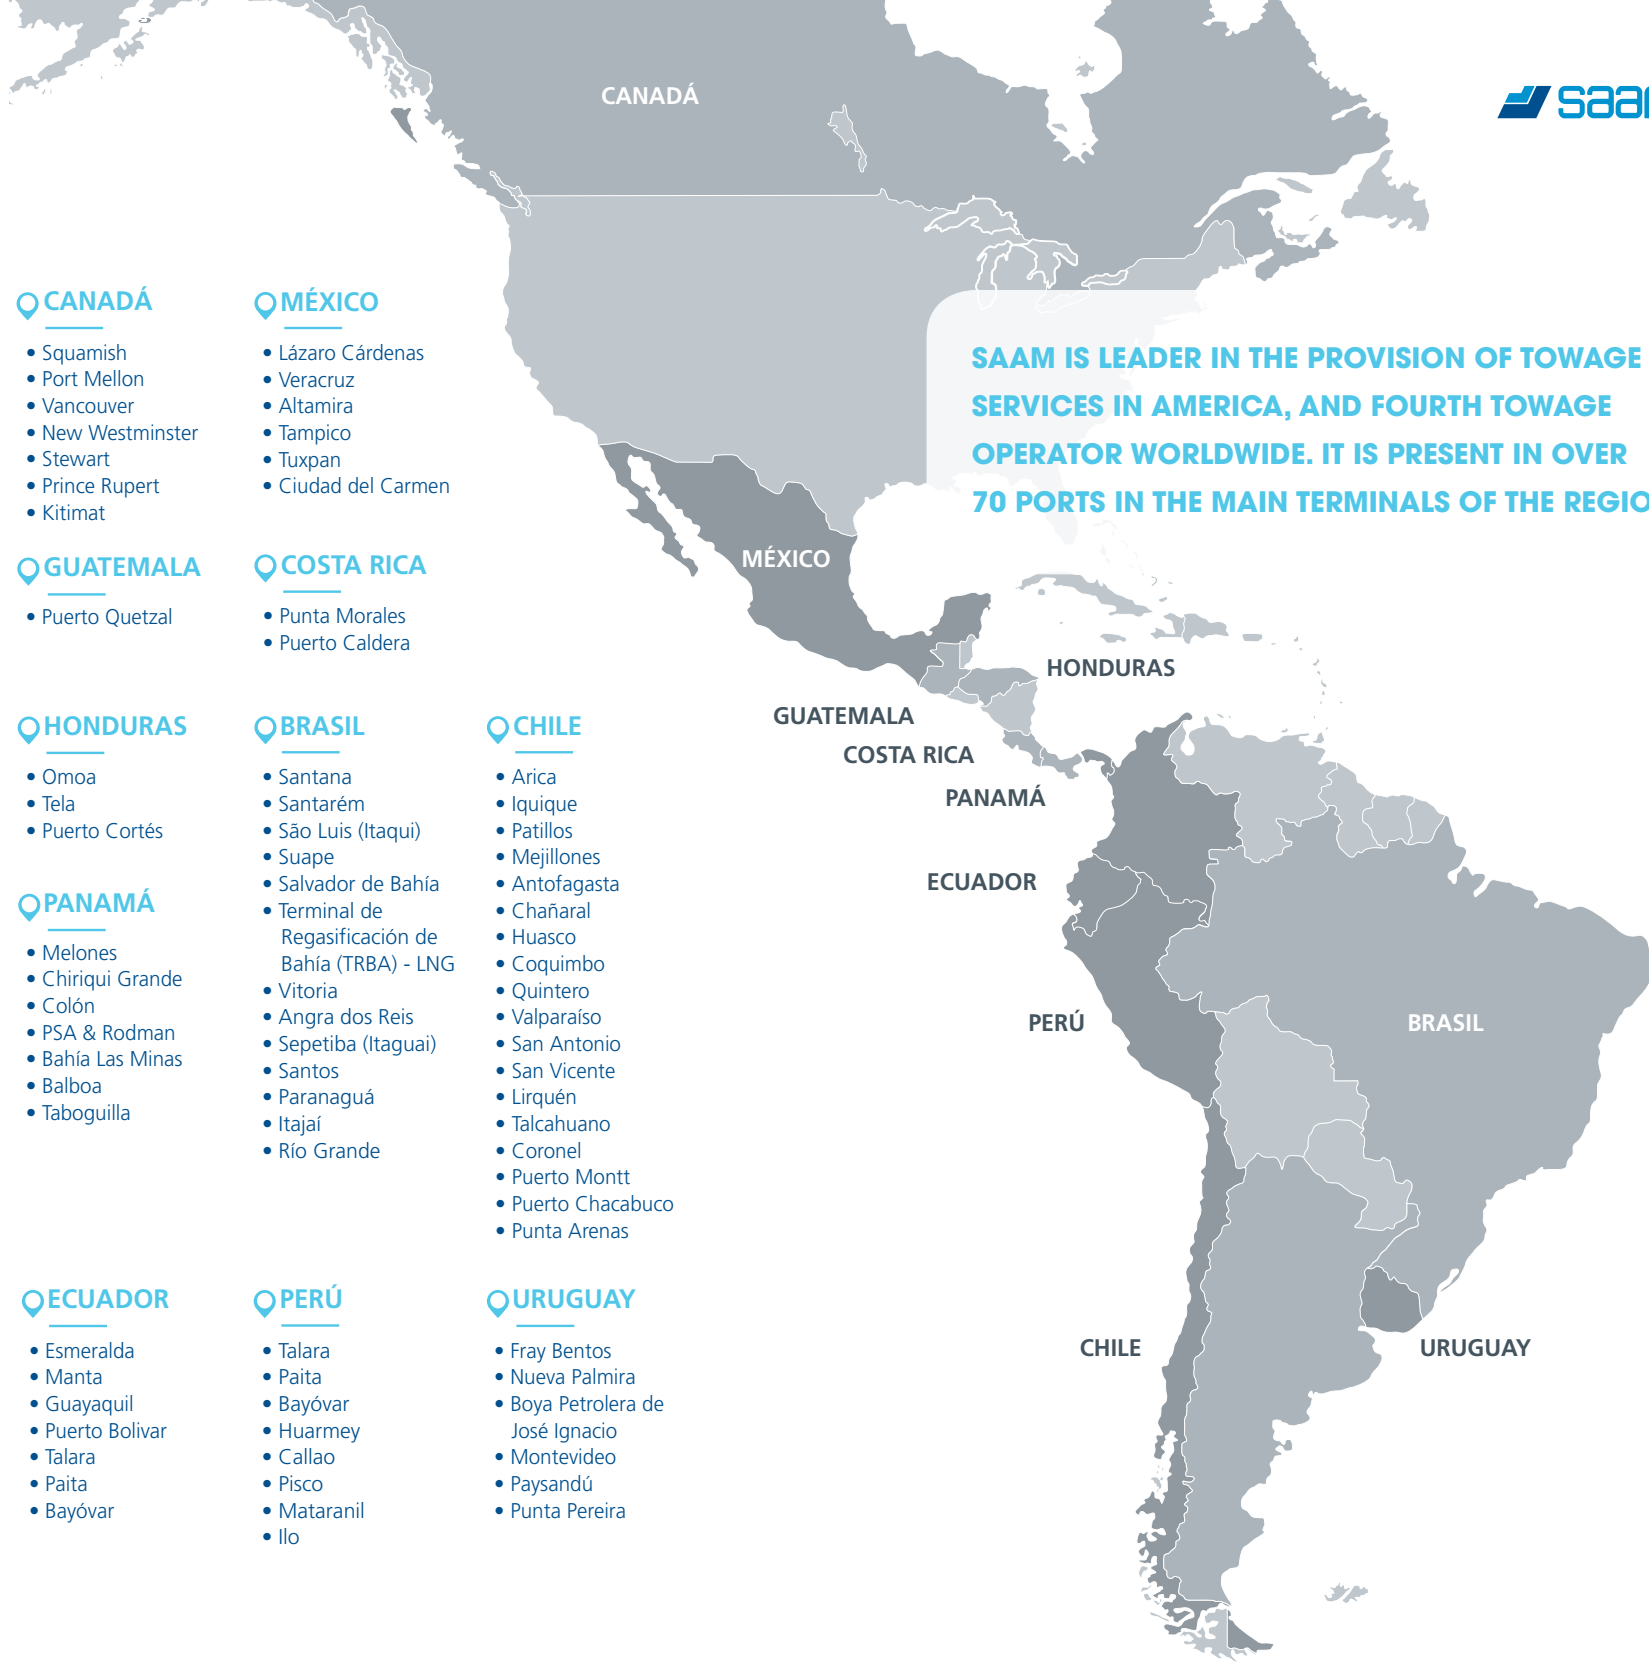 CANADÁ
saam
CANADÁ
• Squamish
• Port Mellon
• Vancouver
• New Westminster
• Stewart
• Prince Rupert
• Kitimat
MÉXICO
• Lázaro Cárdenas
• Veracruz
• Altamira
• Tampico
• Tuxpan
• Ciudad del Carmen
SAAM IS LEADER IN THE PROVISION OF TOWAGE
SERVICES IN AMERICA, AND FOURTH TOWAGE
OPERATOR WORLDWIDE. IT IS PRESENT IN OVER
70 PORTS IN THE MAIN TERMINALS OF THE REGIO
GUATEMALA
• Puerto Quetzal
COSTA RICA
• Punta Morales
• Puerto Caldera
MÉXICO
HONDURAS
GUATEMALA
COSTA RICA
PANAMÁ
ECUADOR
PERÚ
BRASIL
CHILE
URUGUAY
HONDURAS
• Omoa
• Tela
• Puerto Cortés
PANAMÁ
• Melones
• Chiriqui Grande
• Colón
• PSA & Rodman
• Bahía Las Minas
• Balboa
• Taboguilla
BRASIL
• Santana
• Santarém
• São Luis (Itaqui)
• Suape
• Salvador de Bahía
• Terminal de
Regasificación de
Bahía (TRBA) - LNG
• Vitoria
• Angra dos Reis
• Sepetiba (Itaguai)
• Santos
• Paranaguá
• Itajaí
• Río Grande
CHILE
• Arica
• Iquique
• Patillos
• Mejillones
• Antofagasta
• Chañaral
• Huasco
• Coquimbo
• Quintero
• Valparaíso
• San Antonio
• San Vicente
• Lirquén
• Talcahuano
• Coronel
• Puerto Montt
• Puerto Chacabuco
• Punta Arenas
ECUADOR
• Esmeralda
• Manta
• Guayaquil
• Puerto Bolivar
• Talara
• Paita
• Bayóvar
PERÚ
• Talara
• Paita
• Bayóvar
• Huarmey
• Callao
• Pisco
• Mataranil
• Ilo
URUGUAY
• Fray Bentos
• Nueva Palmira
• Boya Petrolera de
José Ignacio
• Montevideo
• Paysandú
• Punta Pereira